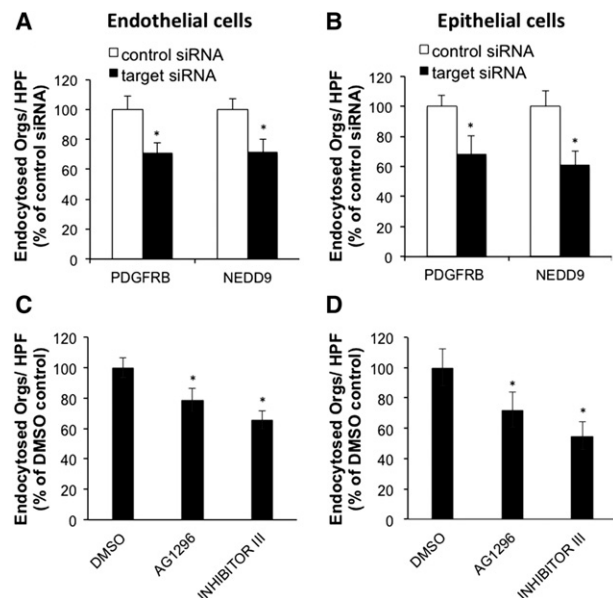 A Endothelial cells
control siRNA
target siRNA
Endocytosed Orgs/ HPF
(% of control siRNA)
120
100
80
60
40
20
0
*
*
PDGFRB NEDD9
B Epithelial cells
control siRNA
target siRNA
Endocytosed Orgs/ HPF
(% of control siRNA)
120
100
80
60
40
20
0
*
*
PDGFRB NEDD9
C
Endocytosed Orgs/ HPF
(% of DMSO control)
120
100
80
60
40
20
0
*
*
DMSO AG1296 INHIBITOR III
D
Endocytosed Orgs/ HPF
(% of DMSO control)
120
100
80
60
40
20
0
*
*
DMSO AG1296 INHIBITOR III